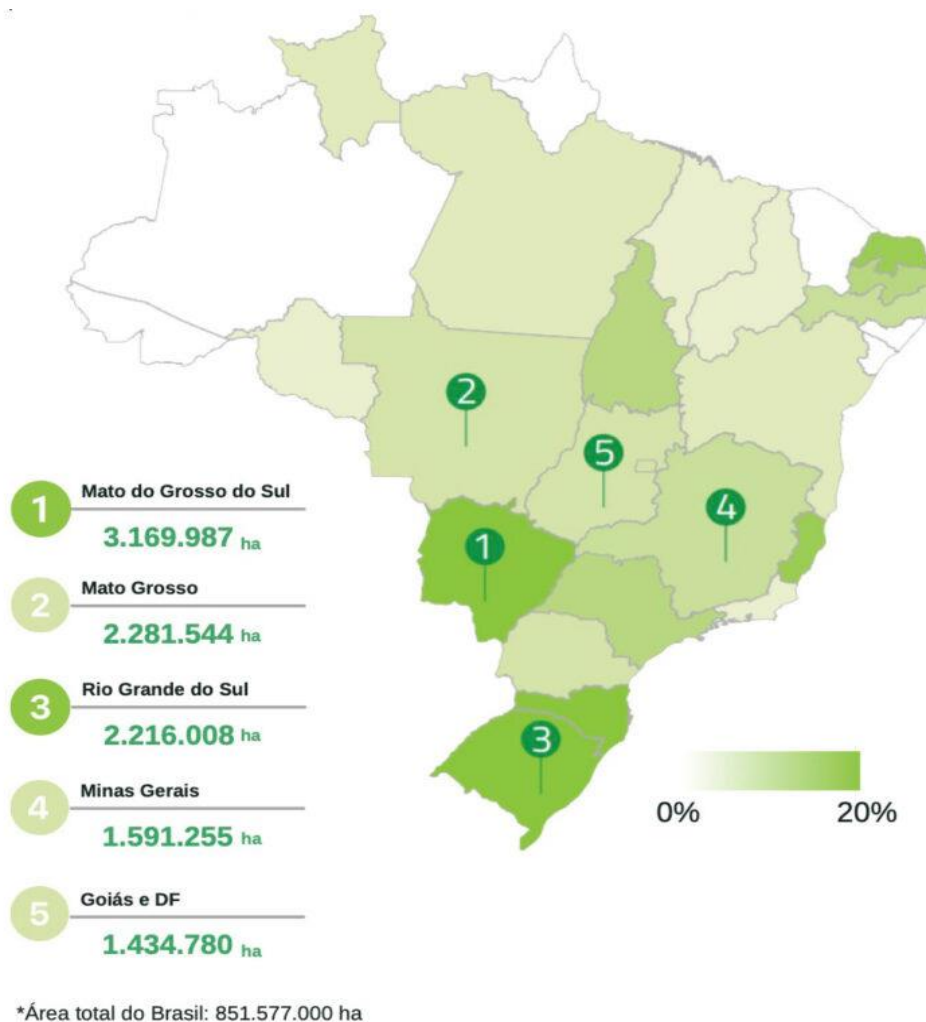 2
5
4
1
3
1
Mato do Grosso do Sul
3.169.987 ha
2
Mato Grosso
2.281.544 ha
3
Rio Grande do Sul
2.216.008 ha
4
Minas Gerais
1.591.255 ha
5
Goiás e DF
1.434.780 ha
0% 20%
*Área total do Brasil: 851.577.000 ha